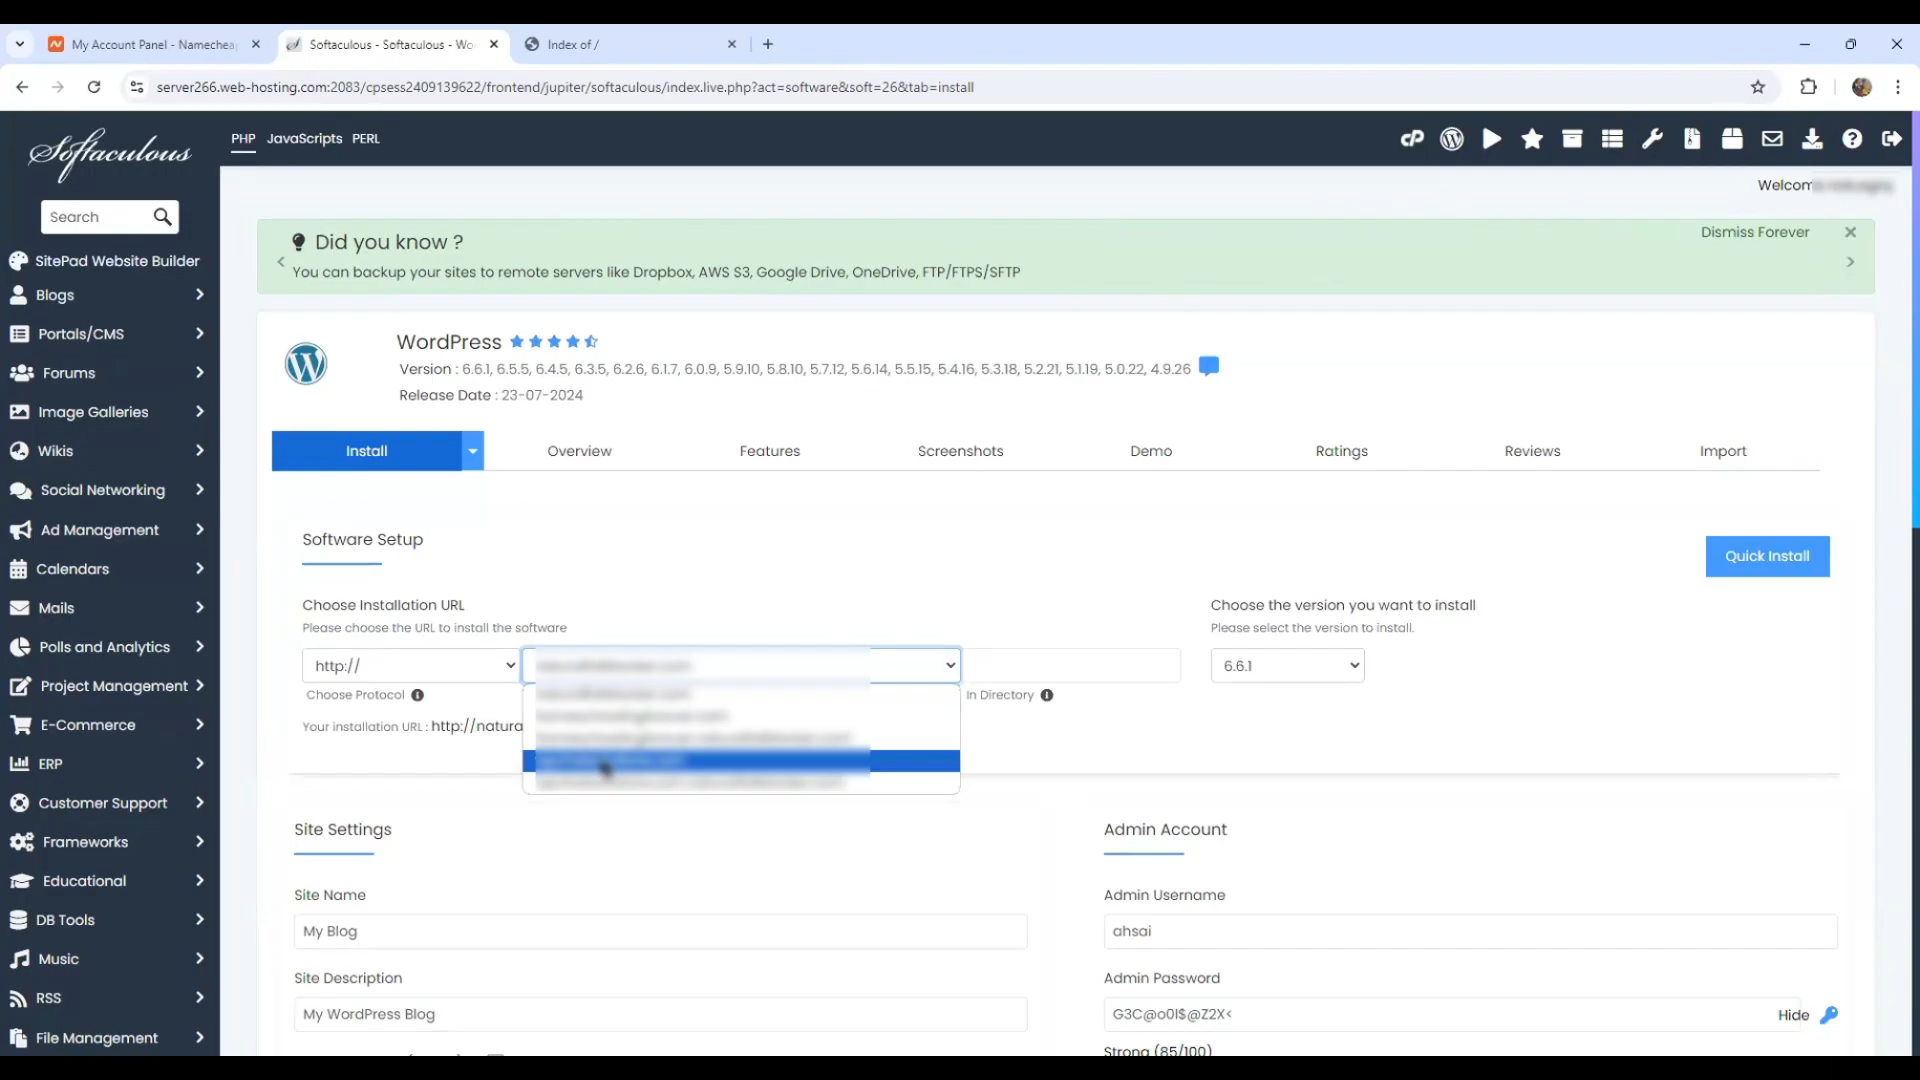 My Account Panel - Namechea
Softaculous - Softaculous - Wo
Index of /
server266.web-hosting.com:2083/cpsess2409139622/frontend/jupiter/softaculous/index.live.php?act=software&soft=26&tab=install
Softaculous
PHP JavaScripts PERL
Welcom
Search
SitePad Website Builder
Blogs
Portals/CMS
Forums
Image Galleries
Wikis
Social Networking
Ad Management
Calendars
Mails
Polls and Analytics
Project Management
E-Commerce
ERP
Customer Support
Frameworks
Educational
DB Tools
Music
RSS
File Management
Did you know ?
Dismiss Forever
You can backup your sites to remote servers like Dropbox, AWS S3, Google Drive, OneDrive, FTP/FTPS/SFTP
WordPress
Version : 6.6.1, 6.5.5, 6.4.5, 6.3.5, 6.2.6, 6.1.7, 6.0.9, 5.9.10, 5.8.10, 5.7.12, 5.6.14, 5.5.15, 5.4.16, 5.3.18, 5.2.21, 5.1.19, 5.0.22, 4.9.26
Release Date : 23-07-2024
Install Overview Features Screenshots Demo Ratings Reviews Import
Software Setup
Quick Install
Choose Installation URL
Please choose the URL to install the software
Choose the version you want to install
Please select the version to install.
http://
6.6.1
Choose Protocol
In Directory
Your installation URL : http://natura
Site Settings
Site Name
My Blog
Site Description
My WordPress Blog
Admin Account
Admin Username
ahsai
Admin Password
G3C@o0I$@Z2X<
Hide
Strong (85/100)